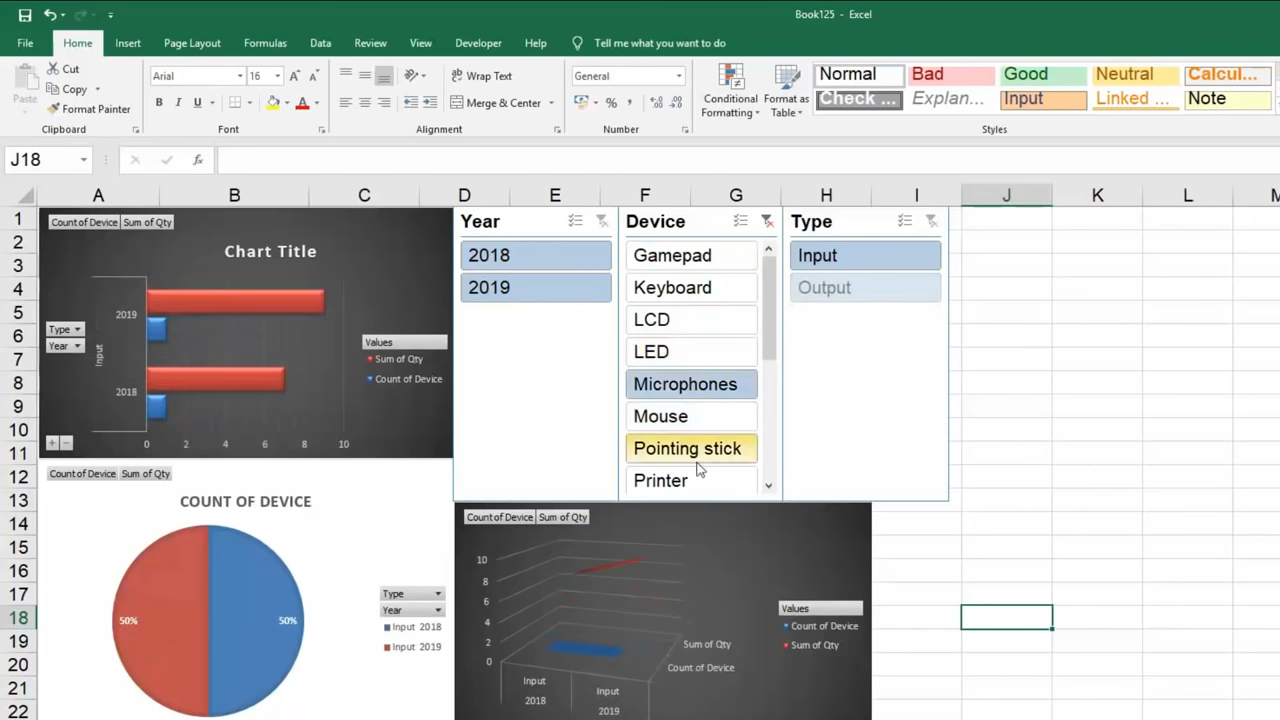 Book125 - Excel
File Home Insert Page Layout Formulas Data Review View Developer Help Tell me what you want to do
Paste
Cut
Copy
Format Painter
Clipboard
Arial 16
B I U
Font
Wrap Text
Merge & Center
Alignment
General
Number
Conditional Formatting
Format as Table
Normal Bad Good Neutral Calcul...
Check ... Explan... Input Linked ... Note
Styles
J18
fx
A B C D E F G H I J K L M
1
2
3
4
5
6
7
8
9
10
11
12
13
14
15
16
17
18
19
20
21
22
Count of Device Sum of Qty
Chart Title
2019
2018
Input
Type
Year
Values
Sum of Qty
Count of Device
0 2 4 6 8 10
Year
2018
2019
Device
Gamepad
Keyboard
LCD
LED
Microphones
Mouse
Pointing stick
Printer
Type
Input
Output
Count of Device Sum of Qty
COUNT OF DEVICE
50% 50%
Type
Year
Input 2018
Input 2019
Count of Device Sum of Qty
10
8
6
4
2
0
Sum of Qty
Count of Device
Input Input
2018 2019
Values
Count of Device
Sum of Qty